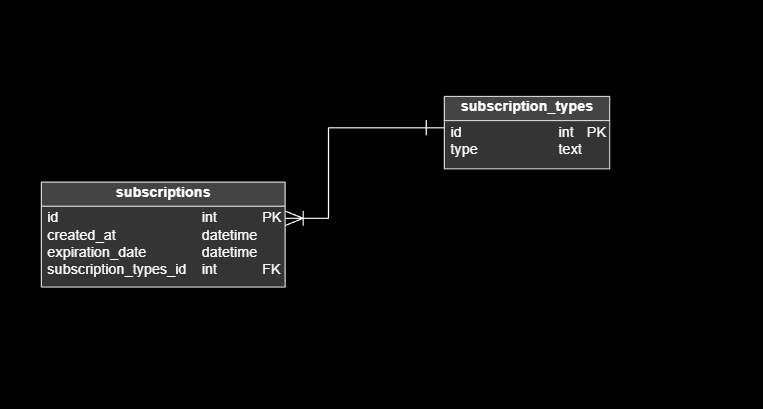 subscription_types
id int PK
type text
subscriptions
id int PK
created_at datetime
expiration_date datetime
subscription_types_id int FK